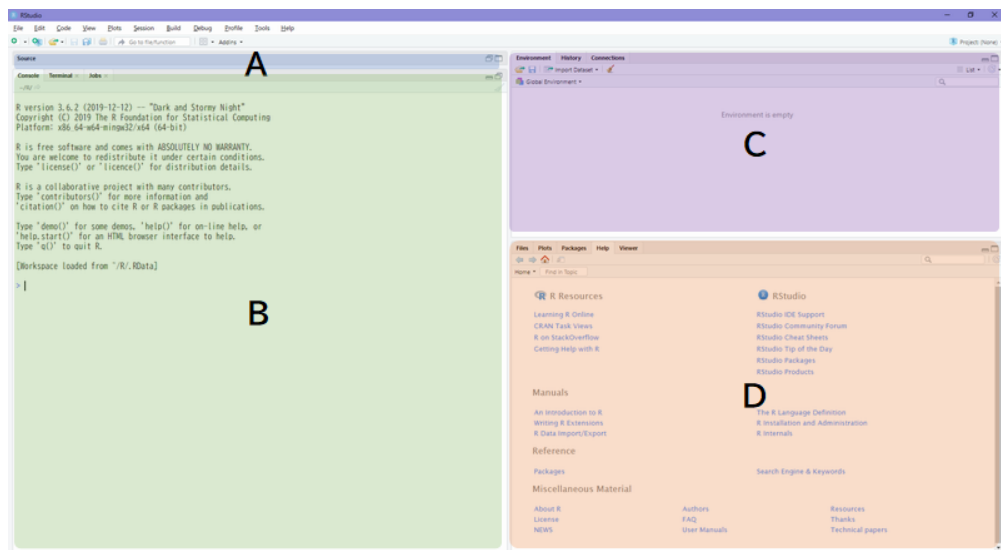 RStudio
File Edit Code View Plots Session Build Debug Profile Tools Help
Go to file/function Addins Project: (None)
Source
A
Console Terminal Jobs
~/R/
R version 3.6.2 (2019-12-12) -- "Dark and Stormy Night"
Copyright (C) 2019 The R Foundation for Statistical Computing
Platform: x86_64-w64-mingw32/x64 (64-bit)
R is free software and comes with ABSOLUTELY NO WARRANTY.
You are welcome to redistribute it under certain conditions.
Type 'license()' or 'licence()' for distribution details.
R is a collaborative project with many contributors.
Type 'contributors()' for more information and
'citation()' on how to cite R or R packages in publications.
Type 'demo()' for some demos, 'help()' for on-line help, or
'help.start()' for an HTML browser interface to help.
Type 'q()' to quit R.
[Workspace loaded from ~/R/.RData]
>
B
Environment History Connections
Import Dataset List
Global Environment
Environment is empty
C
Files Plots Packages Help Viewer
Home Find in Topic
R Resources RStudio
Learning R Online RStudio IDE Support
CRAN Task Views RStudio Community Forum
R on StackOverflow RStudio Cheat Sheets
Getting Help with R RStudio Tip of the Day
RStudio Packages
RStudio Products
D
Manuals
An Introduction to R The R Language Definition
Writing R Extensions R Installation and Administration
R Data Import/Export R Internals
Reference
Packages Search Engine & Keywords
Miscellaneous Material
About R Authors Resources
License FAQ Thanks
NEWS User Manuals Technical papers